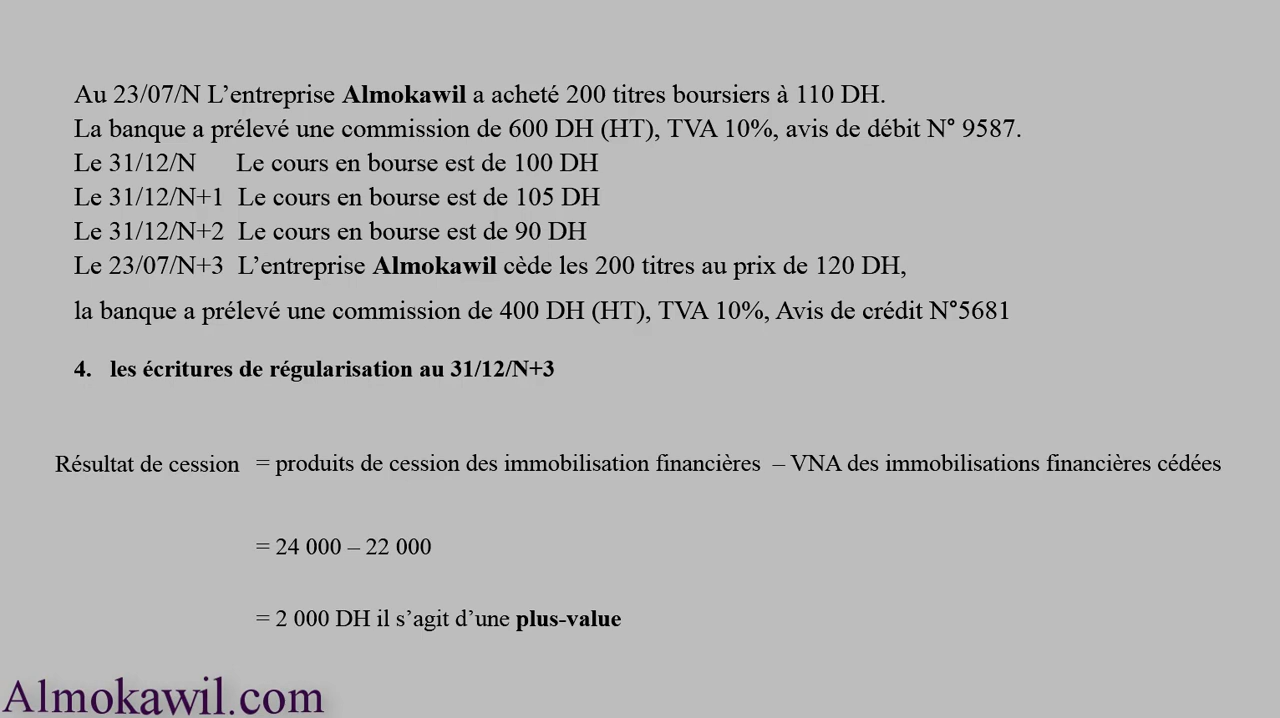 Au 23/07/N L’entreprise Almokawil a acheté 200 titres boursiers à 110 DH.
La banque a prélevé une commission de 600 DH (HT), TVA 10%, avis de débit N° 9587.
Le 31/12/N Le cours en bourse est de 100 DH
Le 31/12/N+1 Le cours en bourse est de 105 DH
Le 31/12/N+2 Le cours en bourse est de 90 DH
Le 23/07/N+3 L’entreprise Almokawil cède les 200 titres au prix de 120 DH,
la banque a prélevé une commission de 400 DH (HT), TVA 10%, Avis de crédit N°5681
4. les écritures de régularisation au 31/12/N+3
Résultat de cession = produits de cession des immobilisation financières – VNA des immobilisations financières cédées
= 24 000 – 22 000
= 2 000 DH il s’agit d’une plus-value
Almokawil.com